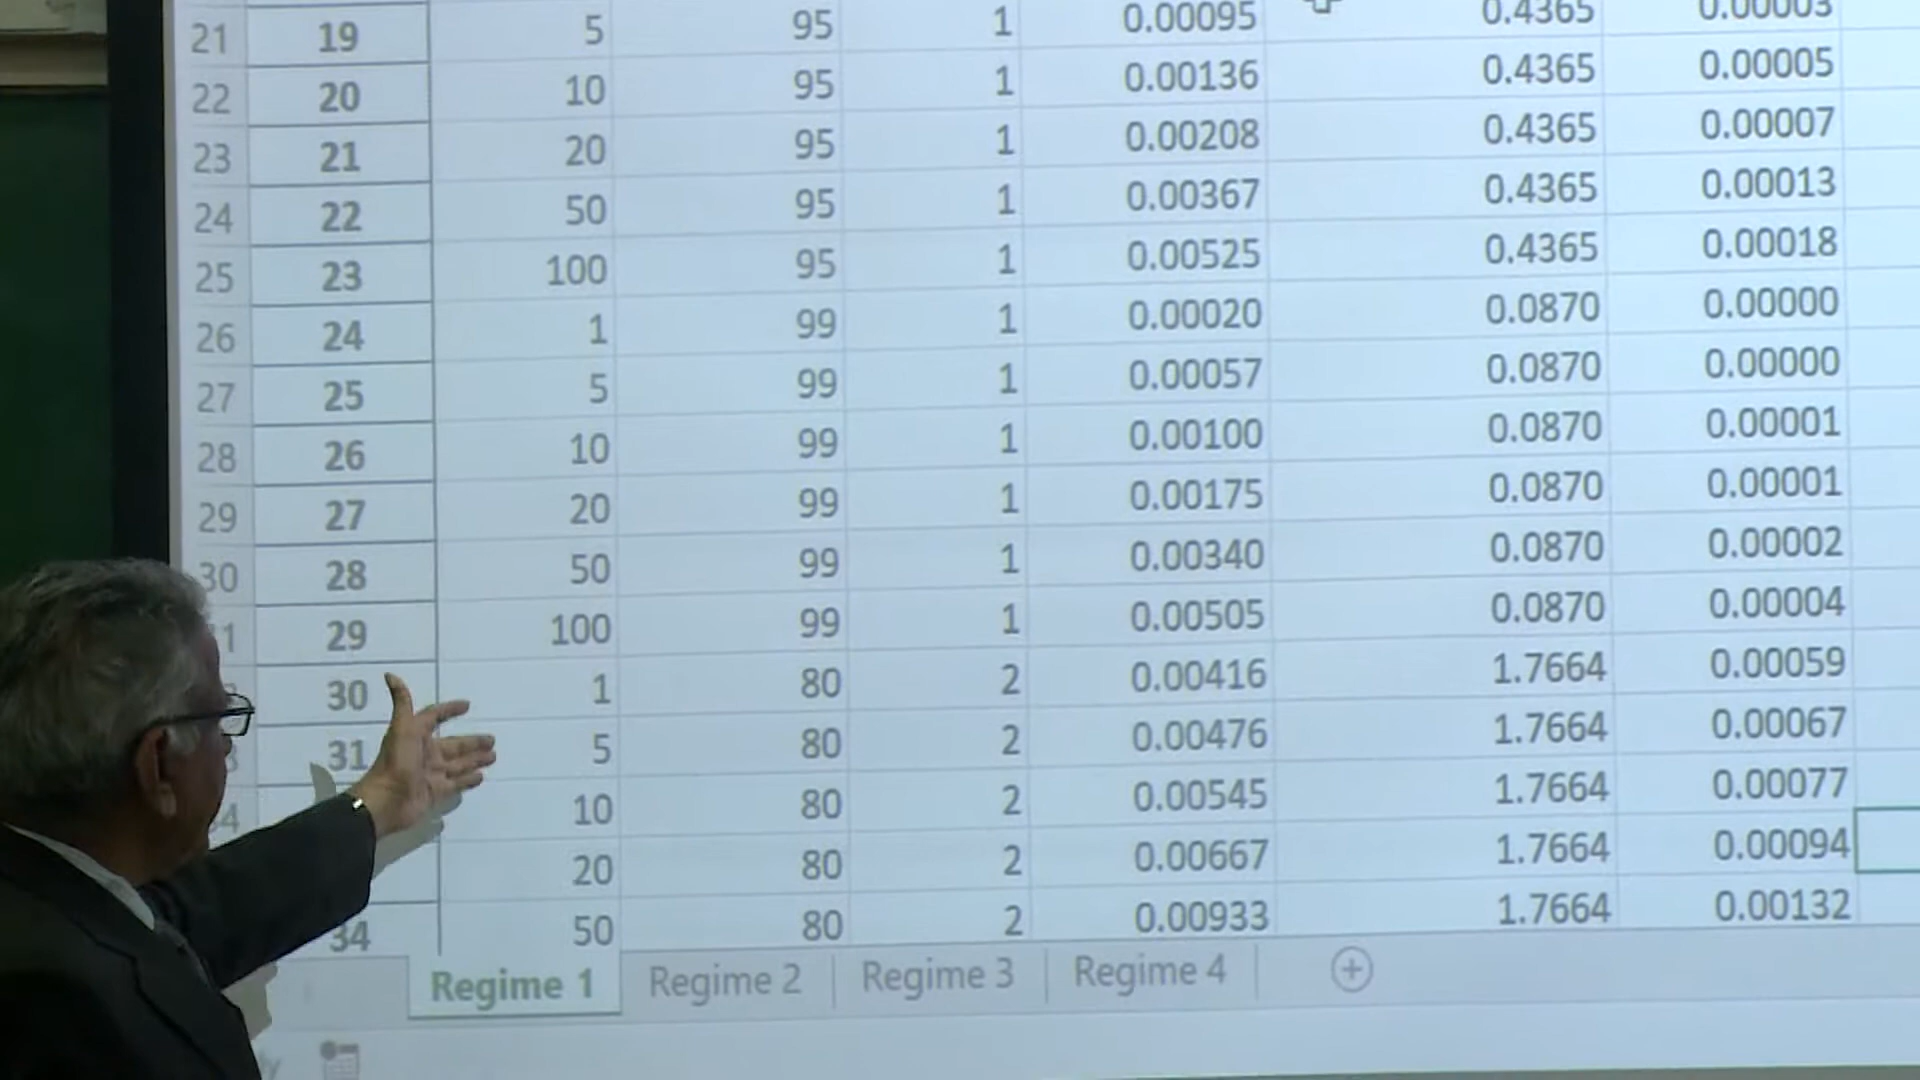 21 19 5 95 1 0.00095 0.4365 0.00003
22 20 10 95 1 0.00136 0.4365 0.00005
23 21 20 95 1 0.00208 0.4365 0.00007
24 22 50 95 1 0.00367 0.4365 0.00013
25 23 100 95 1 0.00525 0.4365 0.00018
26 24 1 99 1 0.00020 0.0870 0.00000
27 25 5 99 1 0.00057 0.0870 0.00000
28 26 10 99 1 0.00100 0.0870 0.00001
29 27 20 99 1 0.00175 0.0870 0.00001
30 28 50 99 1 0.00340 0.0870 0.00002
1 29 100 99 1 0.00505 0.0870 0.00004
30 1 80 2 0.00416 1.7664 0.00059
31 5 80 2 0.00476 1.7664 0.00067
4 10 80 2 0.00545 1.7664 0.00077
20 80 2 0.00667 1.7664 0.00094
34 50 80 2 0.00933 1.7664 0.00132
Regime 1 Regime 2 Regime 3 Regime 4